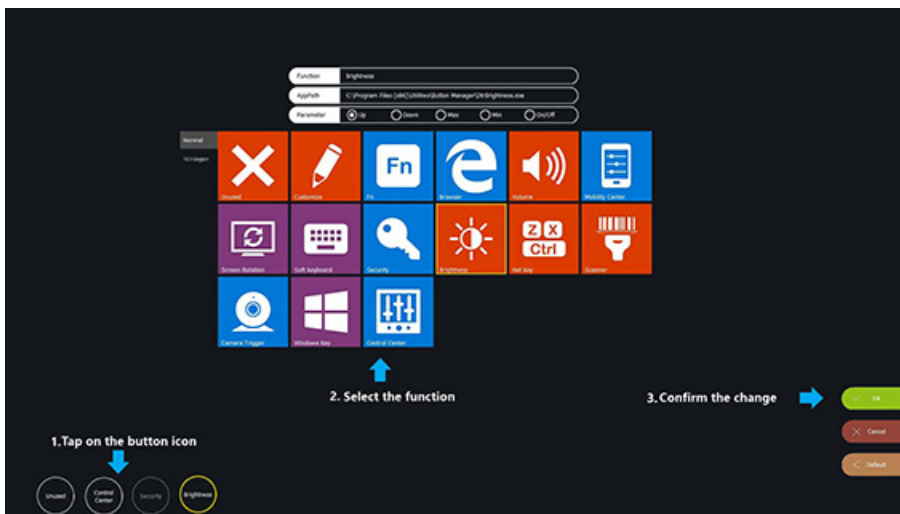 Function Brightness
AppPath C:\Program Files (x86)\Utilities\Button Manager\DitBrightness.exe
Parameter Up Down Max Min On/Off
Normal
Winlogon
Unused Customize Fn Fn Browser Volume Mobility Center
Screen Rotation Soft Keyboard Security Brightness Z X Ctrl Hot Key Scanner
Camera Trigger Windows Key Control Center
2. Select the function
3.Confirm the change
OK
Cancel
Default
1.Tap on the button icon
Unused
Control
Center
Security
Brightness